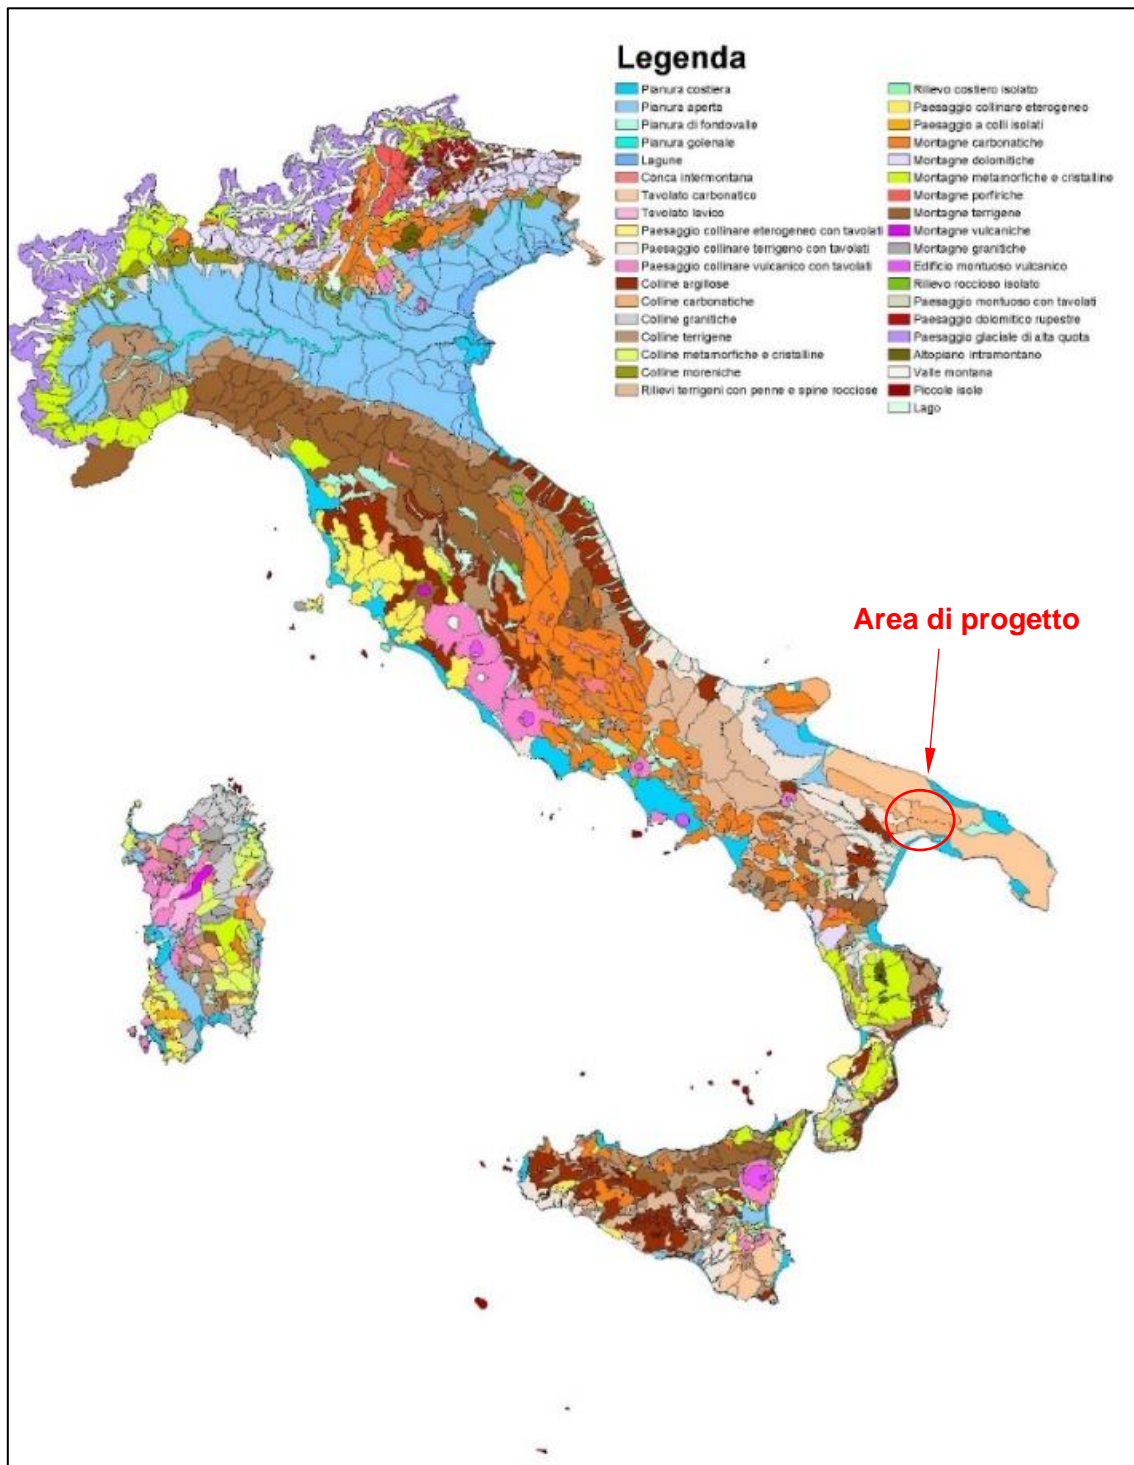 Legenda
Pianura costiera
Pianura aperta
Pianura di fondovalle
Pianura golenale
Lagune
Conca intermontana
Tavolato carbonatico
Tavolato lavico
Paesaggio collinare eterogeneo con tavolati
Paesaggio collinare terrigeno con tavolati
Paesaggio collinare vulcanico con tavolati
Colline argillose
Colline carbonatiche
Colline granitiche
Colline terrigene
Colline metamorfiche e cristalline
Colline moreniche
Rilievi terrigeni con penne e spine rocciose
Rilievo costiero isolato
Paesaggio collinare eterogeneo
Paesaggio a colli isolati
Montagne carbonatiche
Montagne dolomitiche
Montagne metamorfiche e cristalline
Montagne porfiriche
Montagne terrigene
Montagne vulcaniche
Montagne granitiche
Edificio montuoso vulcanico
Rilievo roccioso isolato
Paesaggio montuoso con tavolati
Paesaggio dolomitico rupestre
Paesaggio glaciale di alta quota
Altopiano intramontano
Valle montana
Piccole isole
Lago
Area di progetto